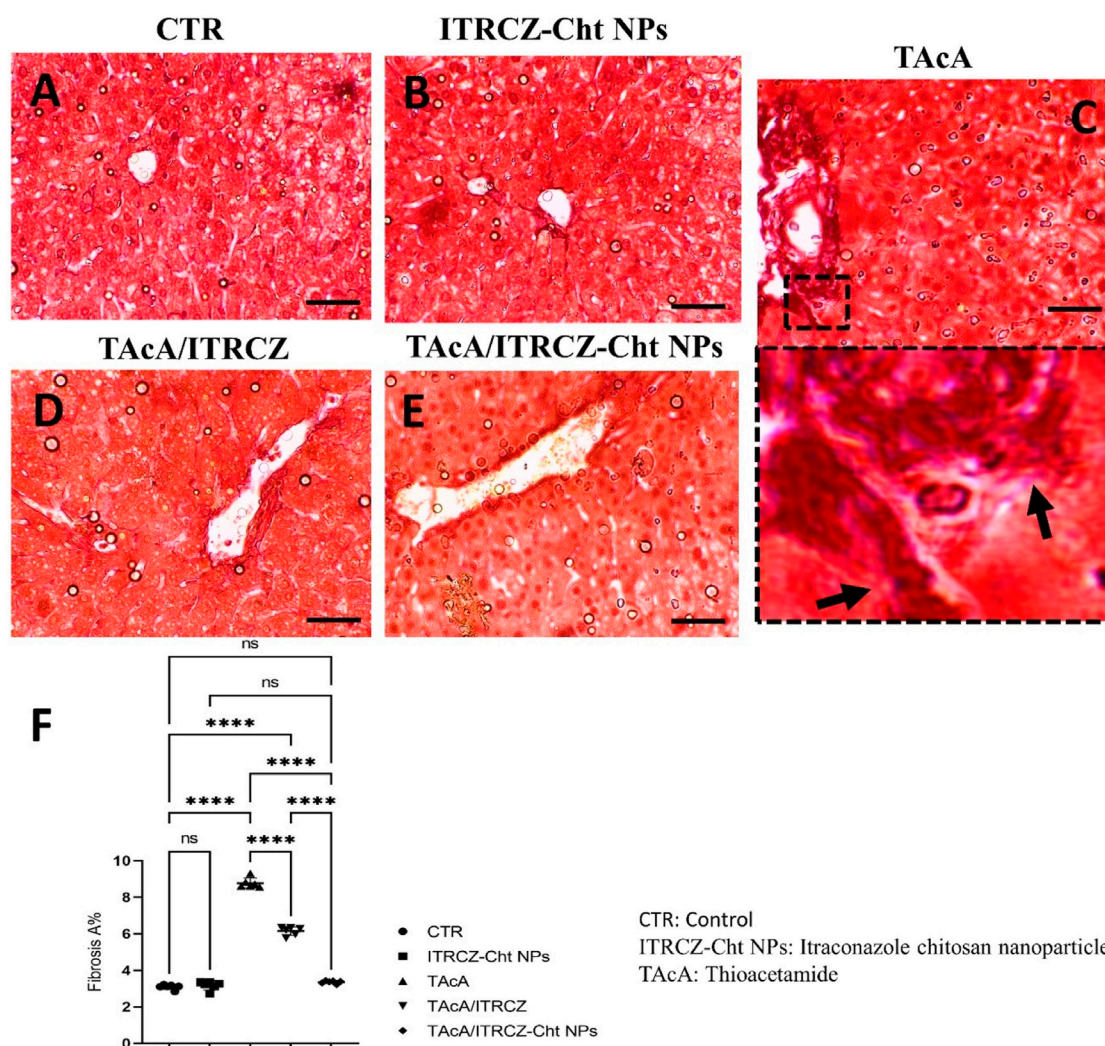 CTR
ITRCZ-Cht NPs
TAcA
A
B
C
TAcA/ITRCZ
TAcA/ITRCZ-Cht NPs
D
E
F
ns
ns
****
****
****
****
ns
****
Fibrosis A%
10
8
6
4
2
0
CTR
ITRCZ-Cht NPs
TAcA
TAcA/ITRCZ
TAcA/ITRCZ-Cht NPs
CTR: Control
ITRCZ-Cht NPs: Itraconazole chitosan nanoparticle
TAcA: Thioacetamide